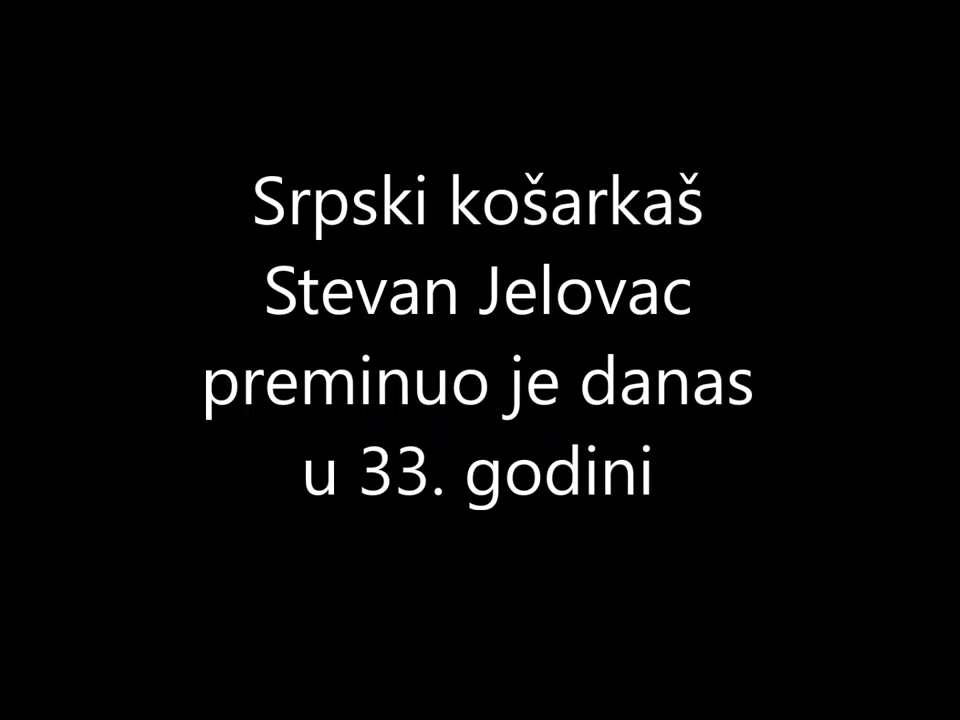 Srpski košarkaš
Stevan Jelovac
preminuo je danas
u 33. godini